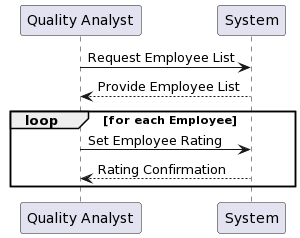 Quality Analyst System
Request Employee List
Provide Employee List
loop [for each Employee]
Set Employee Rating
Rating Confirmation
Quality Analyst System